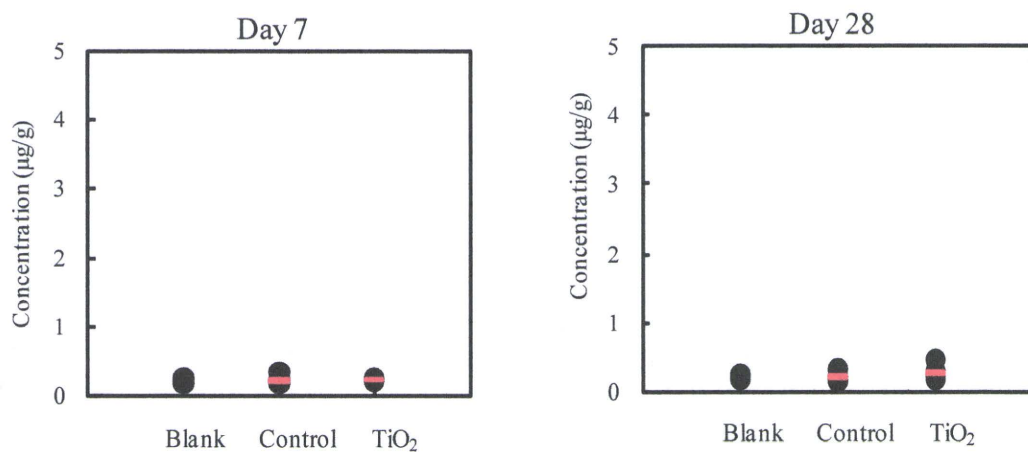 Day 7
5
4
3
2
1
0
Concentration (µg/g)
Blank Control TiO₂
Day 28
5
4
3
2
1
0
Concentration (µg/g)
Blank Control TiO₂